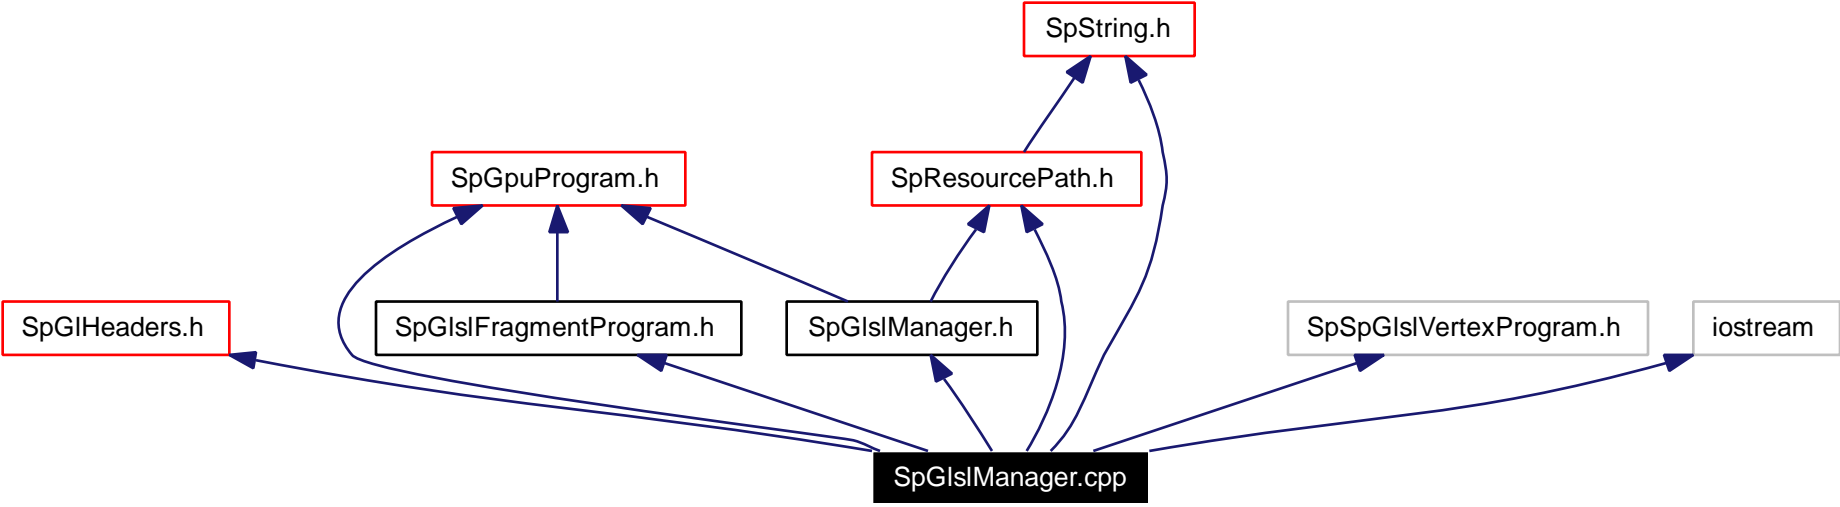 SpString.h
SpGpuProgram.h
SpResourcePath.h
SpGlHeaders.h
SpGlslFragmentProgram.h
SpGlslManager.h
SpSpGlslVertexProgram.h
iostream
SpGlslManager.cpp